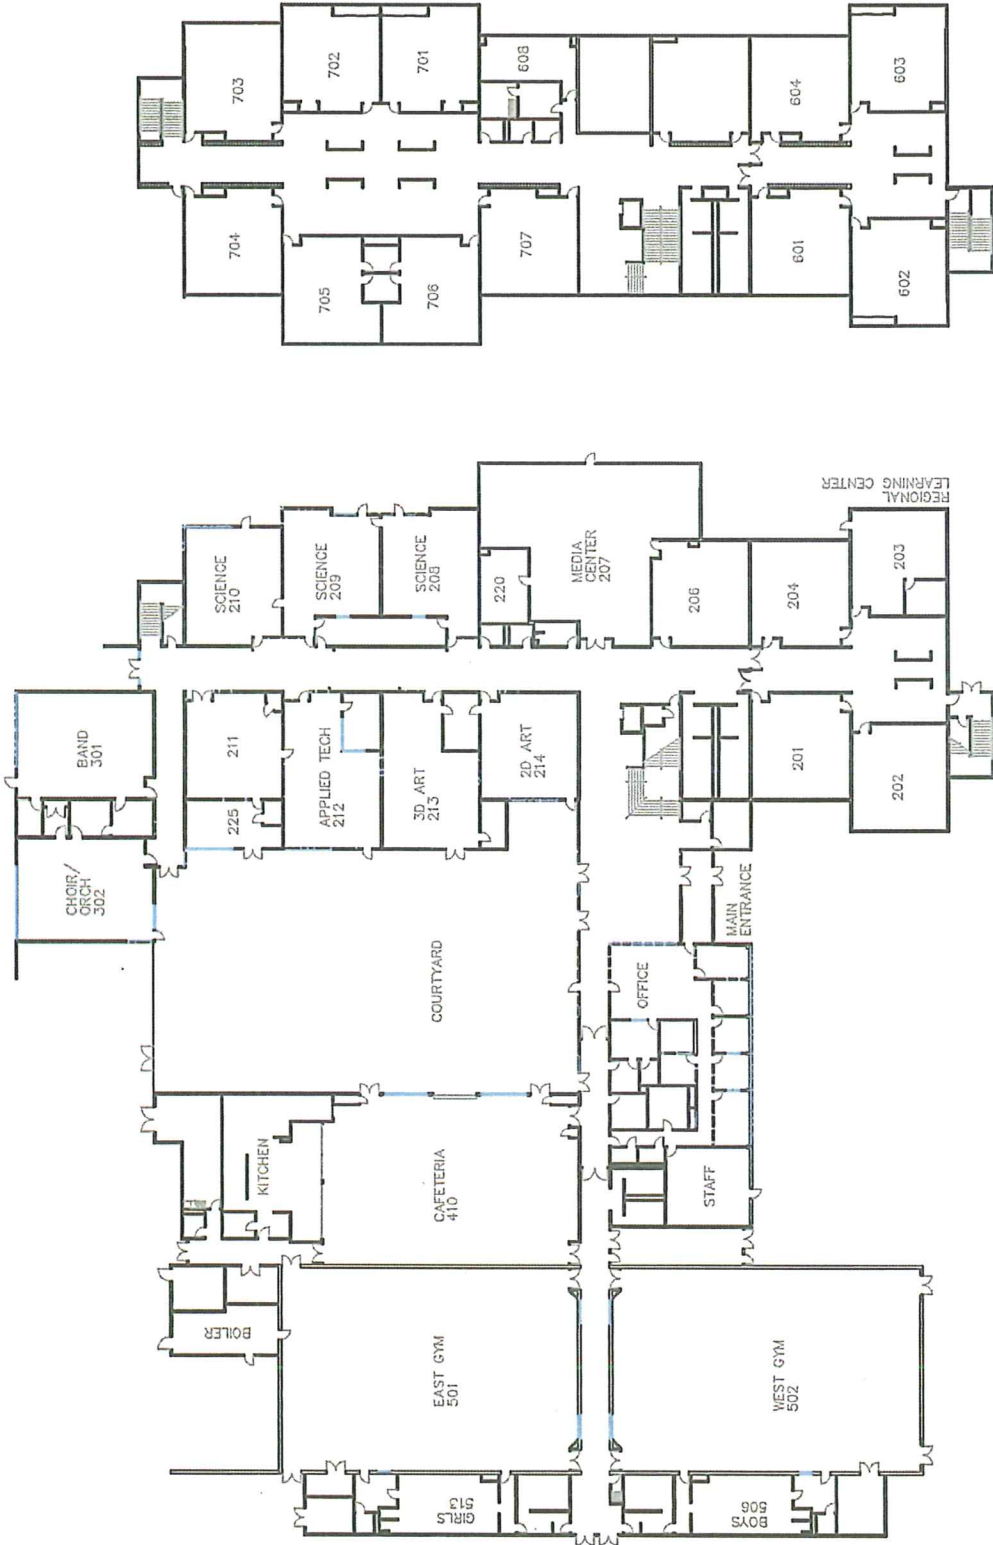 703
702
701
608
604
603
704
705
706
707
601
602
SCIENCE
210
SCIENCE
209
SCIENCE
208
220
MEDIA
CENTER
207
206
204
203
REGIONAL
LEARNING CENTER
BAND
301
211
APPLIED TECH
212
3D ART
213
2D ART
214
201
202
225
CHOIR/
ORCH
302
COURTYARD
OFFICE
MAIN
ENTRANCE
KITCHEN
CAFETERIA
410
STAFF
BOILER
EAST GYM
501
WEST GYM
502
GIRLS
513
BOYS
506